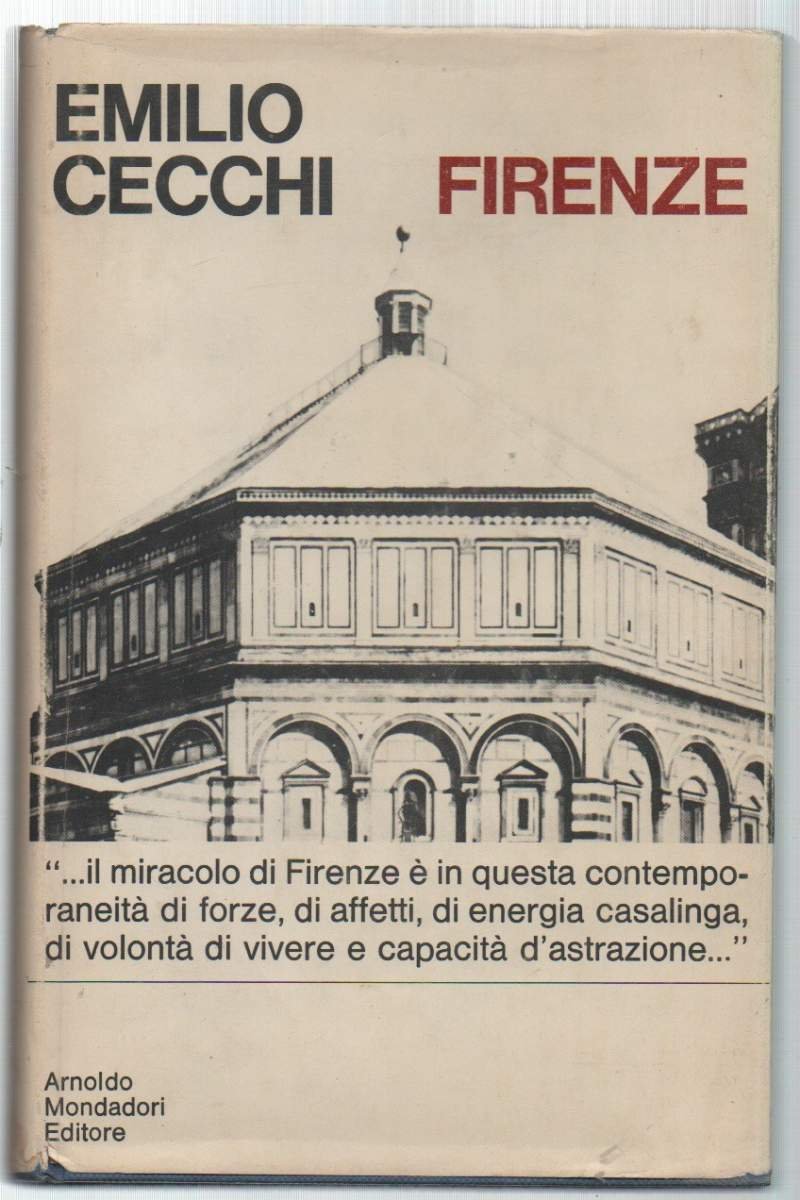 EMILIO
CECCHI FIRENZE
“...il miracolo di Firenze è in questa contempo-
raneità di forze, di affetti, di energia casalinga,
di volontà di vivere e capacità d’astrazione...”
Arnoldo
Mondadori
Editore